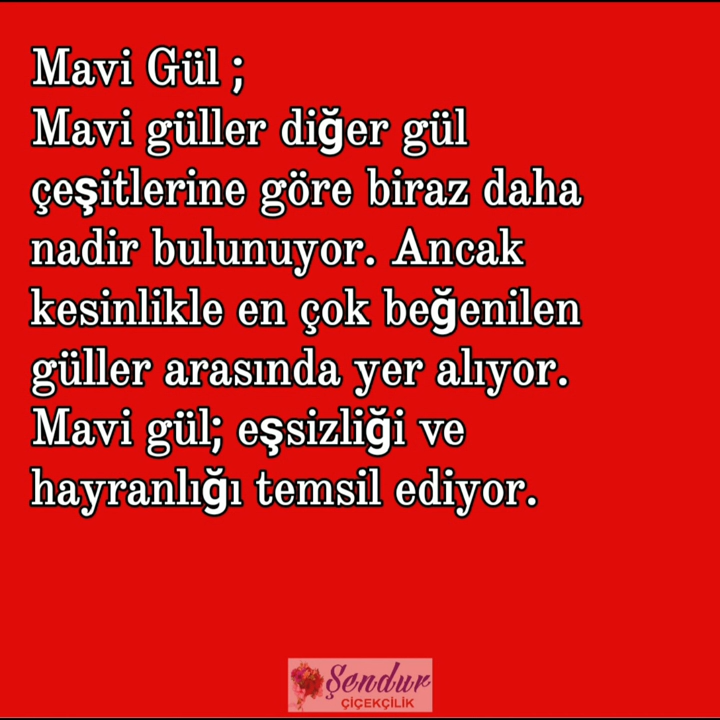 Mavi Gül ;
Mavi güller diğer gül
çeşitlerine göre biraz daha
nadir bulunuyor. Ancak
kesinlikle en çok beğenilen
güller arasında yer alıyor.
Mavi gül; eşsizliği ve
hayranlığı temsil ediyor.
Şendur
ÇİÇEKÇİLİK